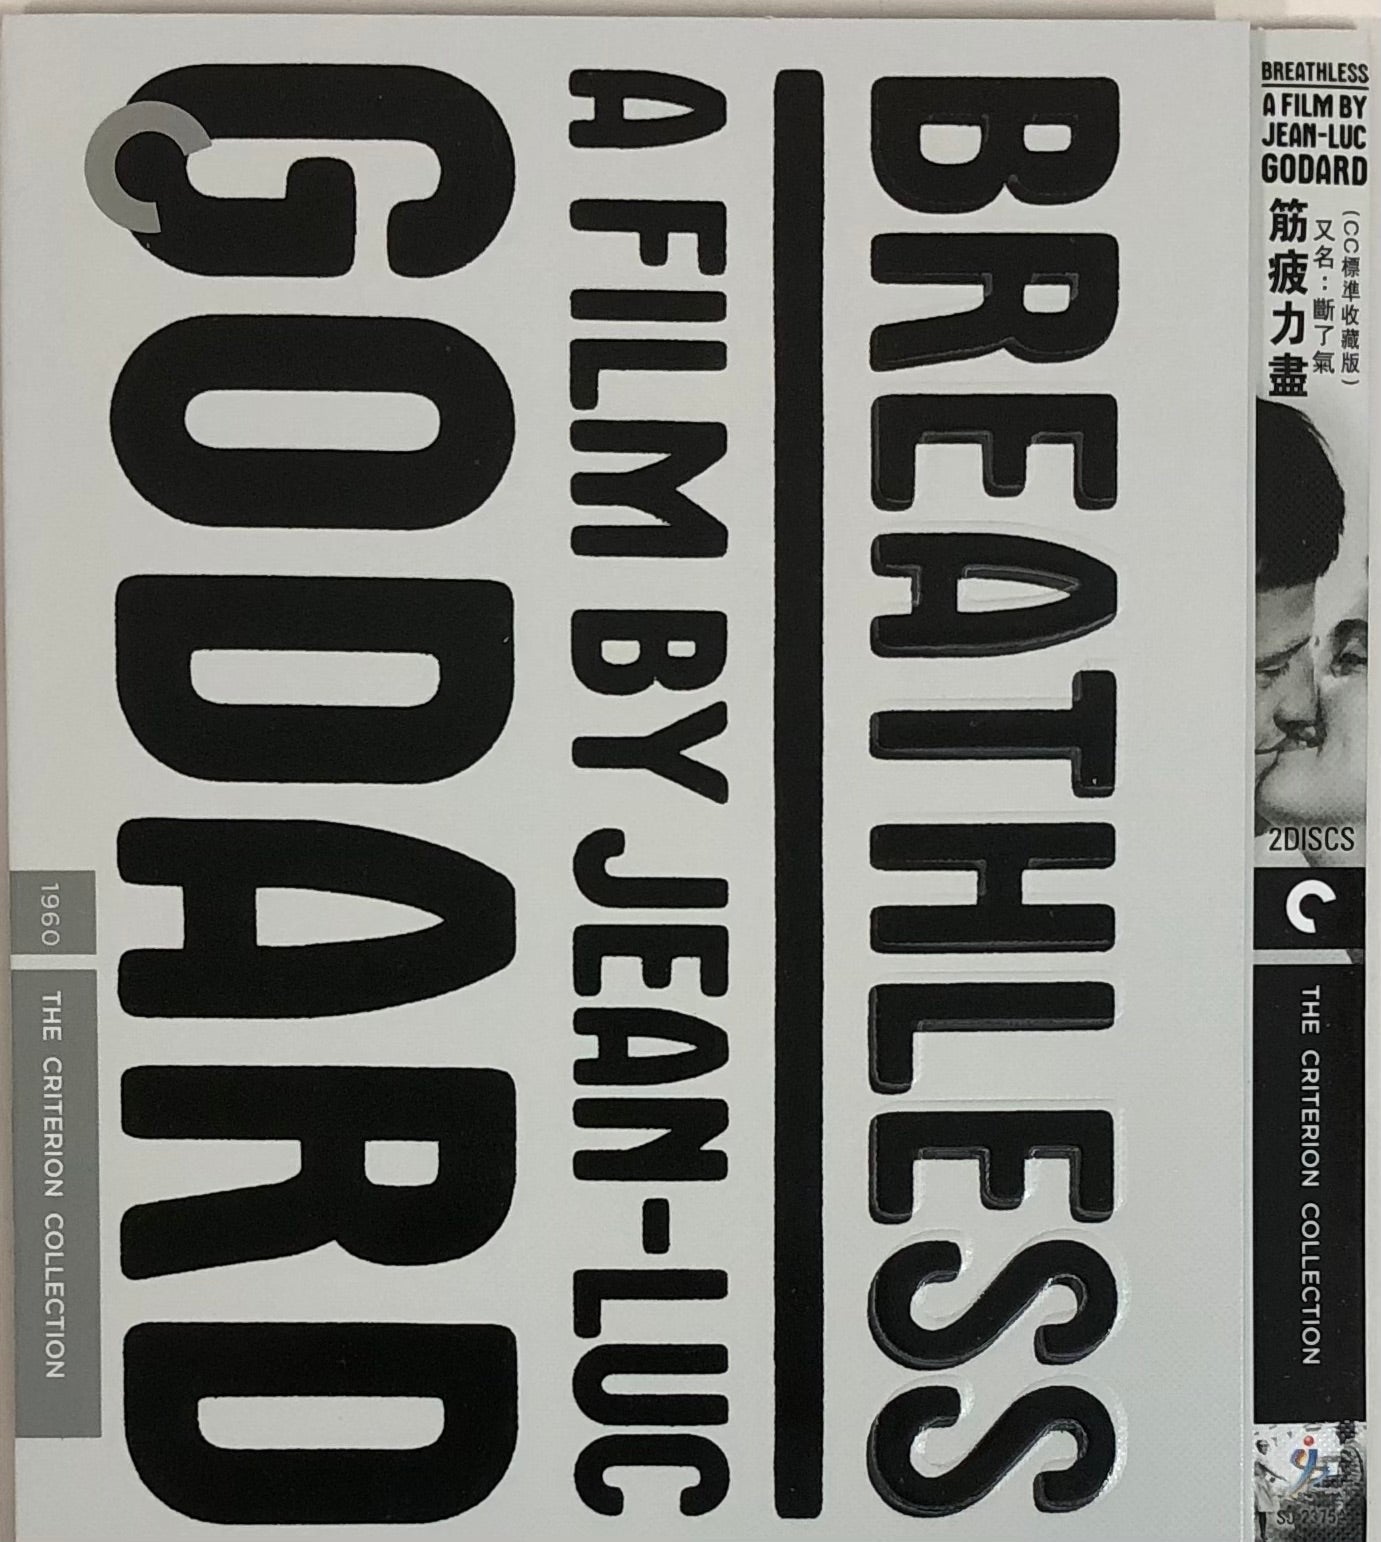 BREATHLESS
A FILM BY JEAN-LUC
GODARD
1960
THE CRITERION COLLECTION
BREATHLESS
A FILM BY
JEAN-LUC
GODARD
(CC標準收藏版)
又名:斷了氣
筋疲力盡
2DISCS
THE CRITERION COLLECTION